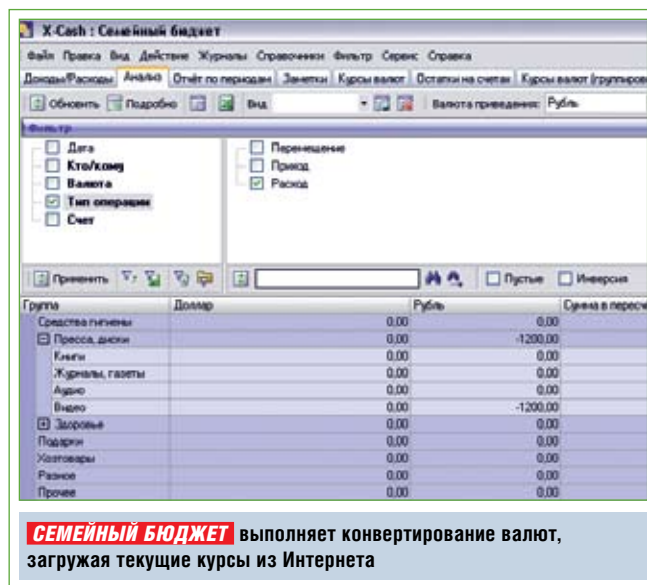 X-Cash : Семейный бюджет
Файл Правка Вид Действие Журналы Справочники Фильтр Сервис Справка
Доходы/Расходы Анализ Отчёт по периодам Заметки Курсы валют Остатки на счетах Курсы валют (группиров
Обновить Подробно Вид Валюта приведения: Рубль
Фильтр
Дата Перемещение
Кто/кому Приход
Валюта Расход
Тип операции
Счет
Применить Пустые Инверсия
Группа Доллар Рубль Сумма в пересч
Средства гигиены 0,00 0,00
Пресса, диски 0,00 -1200,00
Книги 0,00 0,00
Журналы, газеты 0,00 0,00
Аудио 0,00 0,00
Видео 0,00 -1200,00
Здоровье 0,00 0,00
Подарки 0,00 0,00
Хозтовары 0,00 0,00
Разное 0,00 0,00
Прочее 0,00 0,00
СЕМЕЙНЫЙ БЮДЖЕТ выполняет конвертирование валют,
загружая текущие курсы из Интернета